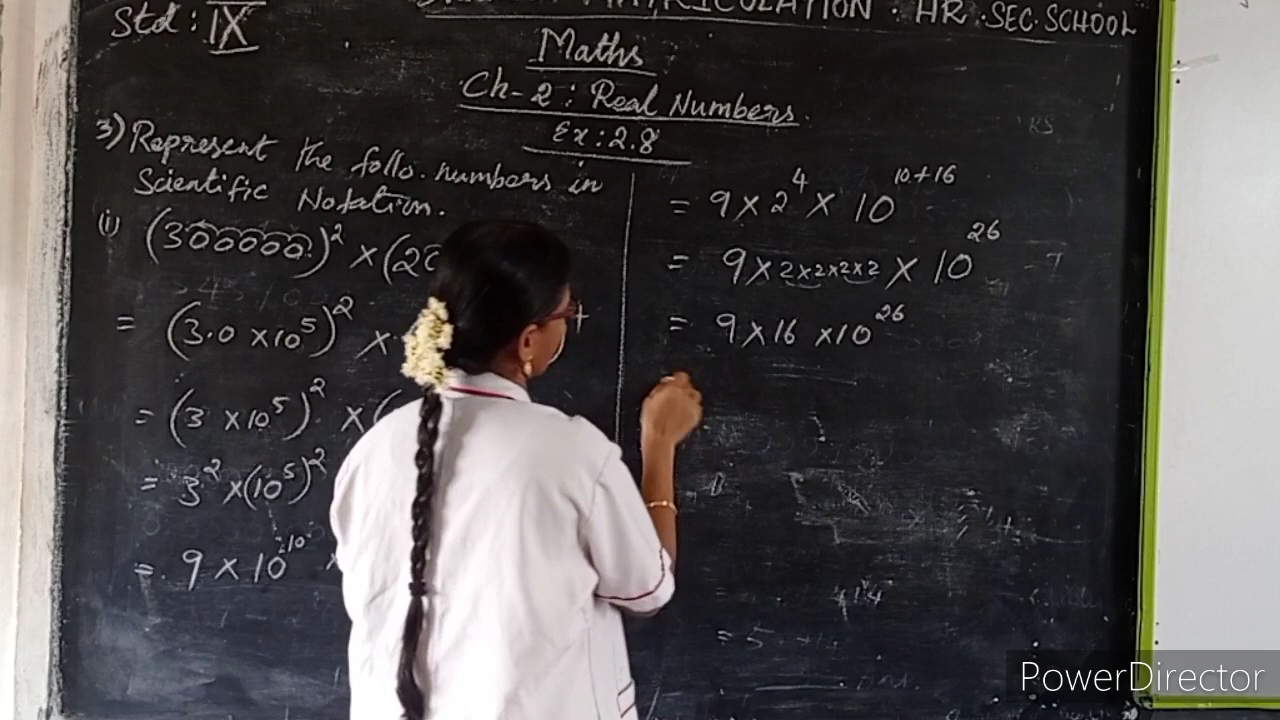 Std : IX
MATRICULATION . HR . SEC. SCHOOL
Maths
Ch-2 : Real Numbers
Ex : 2.8
3) Represent the follo. numbers in
Scientific Notation.
(i) (300000)² × (20
= (3.0 × 10⁵)² ×
= (3 × 10⁵)² × (
= 3² × (10⁵)²
= 9 × 10¹⁰
= 9 × 2⁴ × 10¹⁰⁺¹⁶
= 9 × 2×2×2×2 × 10²⁶
= 9 × 16 × 10²⁶
PowerDirector